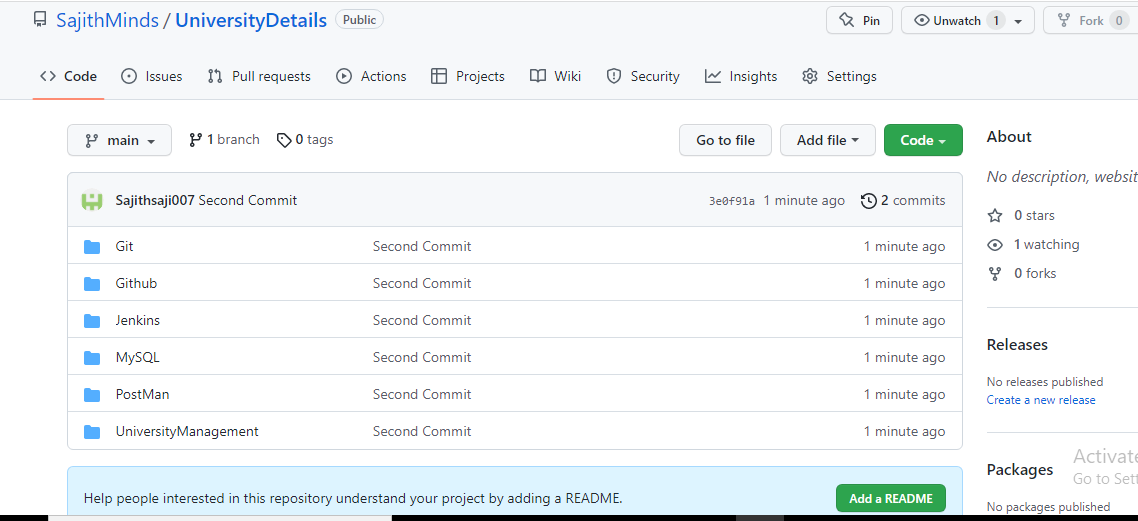 SajithMinds / UniversityDetails Public
Pin Unwatch 1 Fork 0
Code Issues Pull requests Actions Projects Wiki Security Insights Settings
main 1 branch 0 tags Go to file Add file Code
Sajithsaji007 Second Commit 3e0f91a 1 minute ago 2 commits
Git Second Commit 1 minute ago
Github Second Commit 1 minute ago
Jenkins Second Commit 1 minute ago
MySQL Second Commit 1 minute ago
PostMan Second Commit 1 minute ago
UniversityManagement Second Commit 1 minute ago
Help people interested in this repository understand your project by adding a README. Add a README
About
No description, websit
0 stars
1 watching
0 forks
Releases
No releases published
Create a new release
Packages
No packages published
Activate
Go to Sett